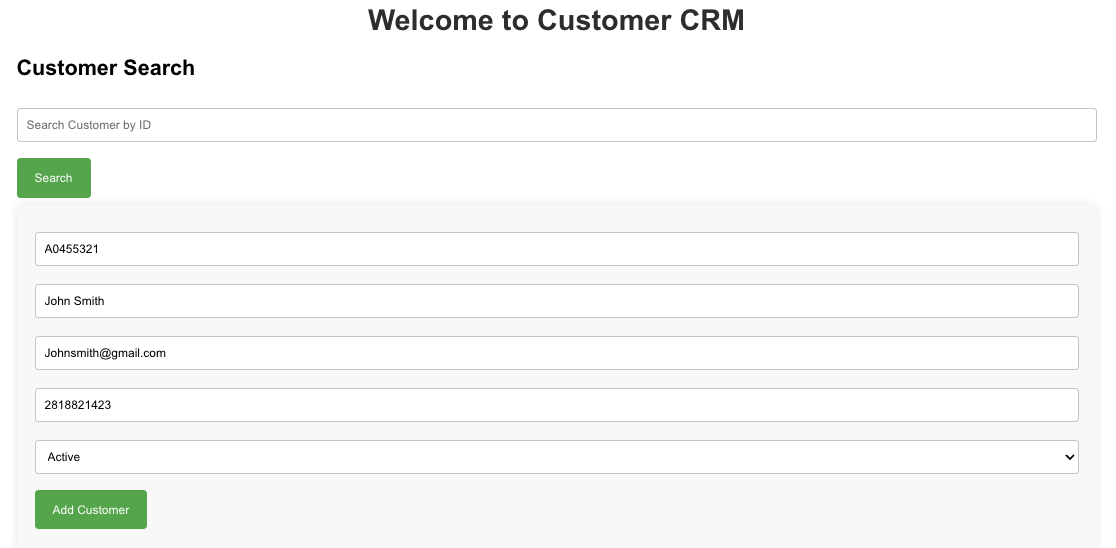 Welcome to Customer CRM
Customer Search
Search Customer by ID
Search
A0455321
John Smith
Johnsmith@gmail.com
2818821423
Active
Add Customer